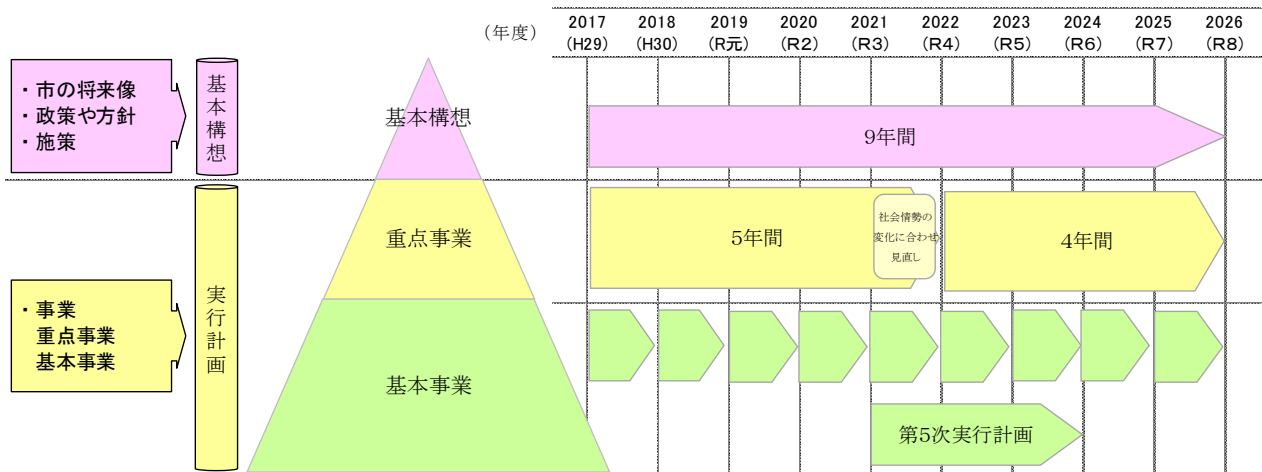 (年度)
2017 2018 2019 2020 2021 2022 2023 2024 2025 2026
(H29) (H30) (R元) (R2) (R3) (R4) (R5) (R6) (R7) (R8)
・市の将来像
・政策や方針
・施策
基本構想
基本構想
9年間
重点事業
5年間
社会情勢の
変化に合わせ
見直し
4年間
・事業
重点事業
基本事業
実行計画
基本事業
第5次実行計画